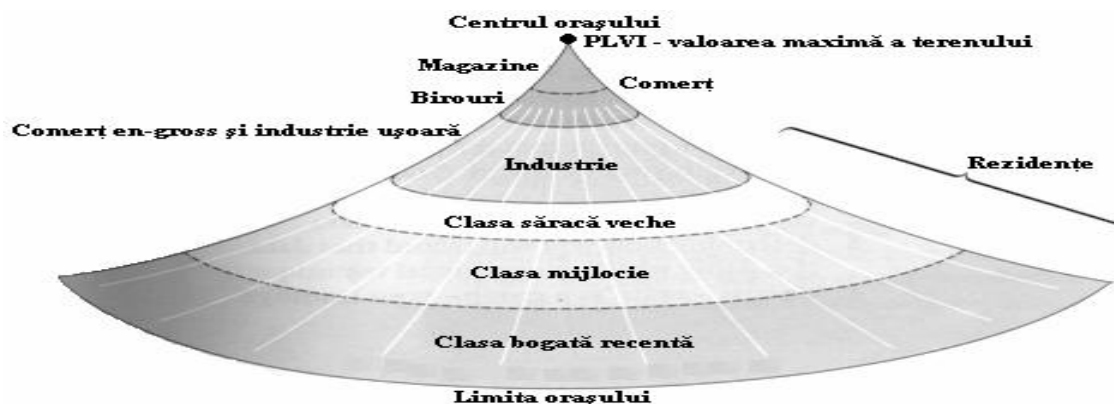 Centrul orașului
PLVI - valoarea maximă a terenului
Magazine
Comerț
Birouri
Comerț en-gross și industrie ușoară
Industrie
Rezidențe
Clasa săracă veche
Clasa mijlocie
Clasa bogată recentă
Limita orașului